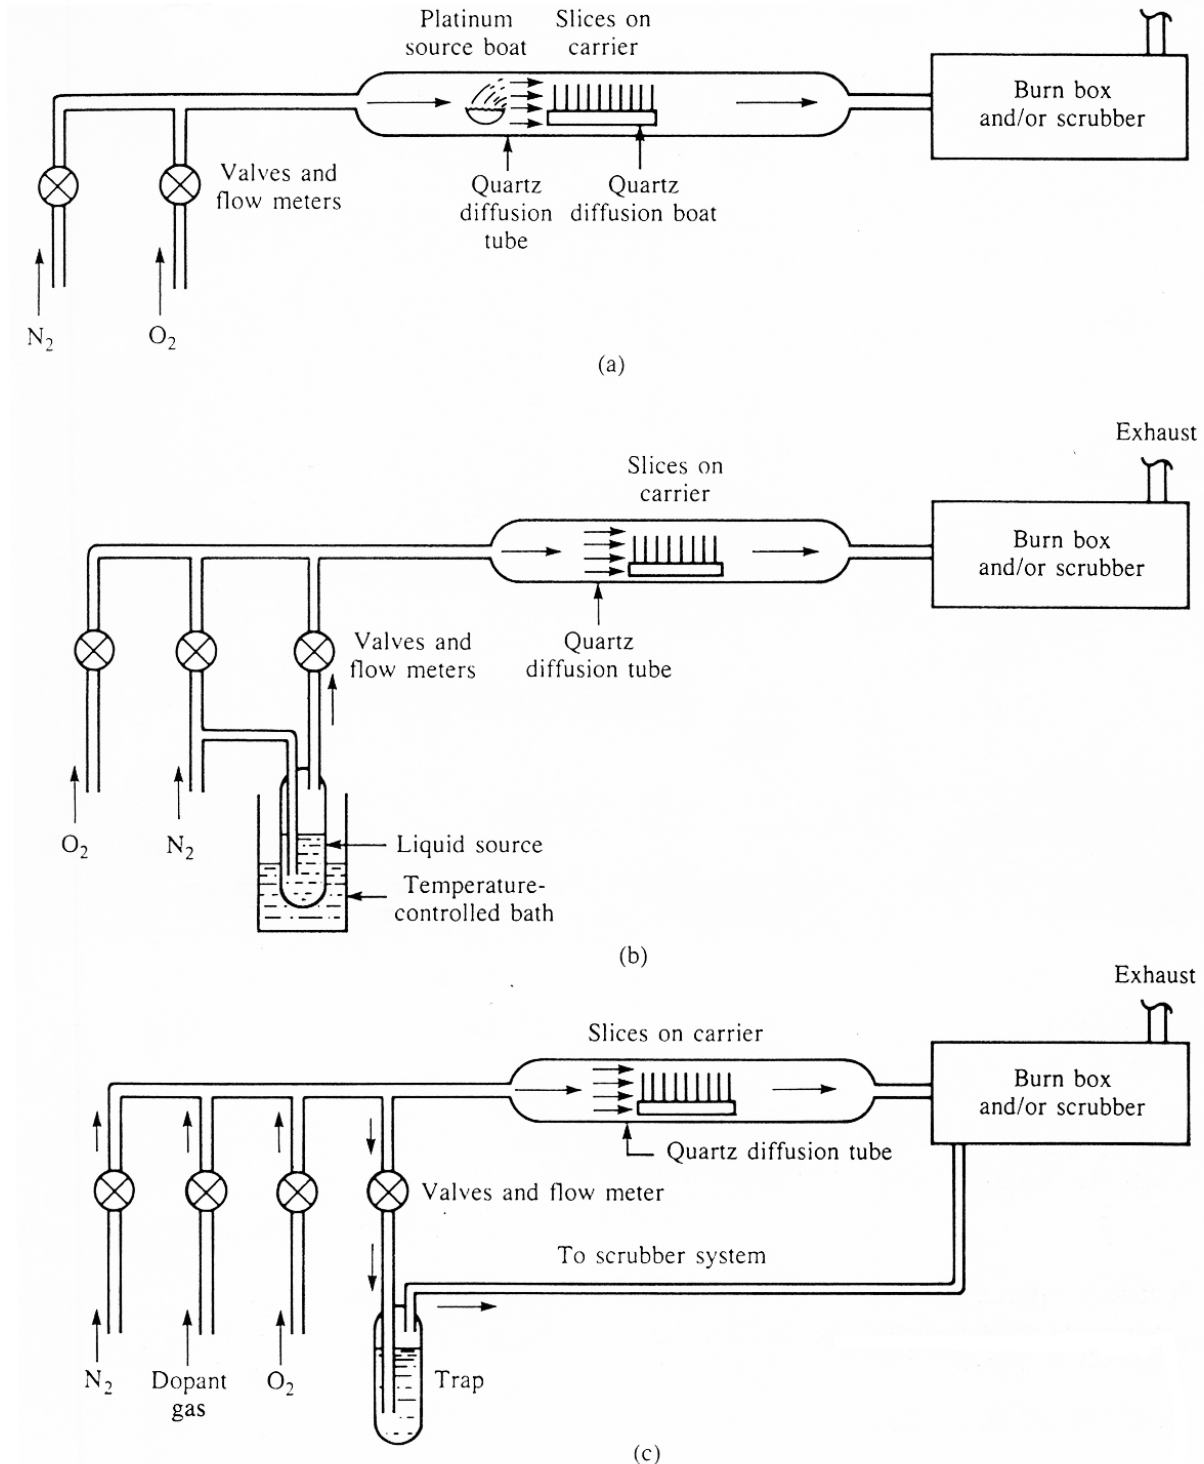 Platinum
source boat
Slices on
carrier
Burn box
and/or scrubber
Valves and
flow meters
Quartz
diffusion
tube
Quartz
diffusion boat
N₂
O₂
(a)
Exhaust
Slices on
carrier
Burn box
and/or scrubber
Valves and
flow meters
Quartz
diffusion tube
O₂
N₂
Liquid source
Temperature-
controlled bath
(b)
Exhaust
Slices on carrier
Burn box
and/or scrubber
Quartz diffusion tube
Valves and flow meter
To scrubber system
N₂
Dopant
gas
O₂
Trap
(c)